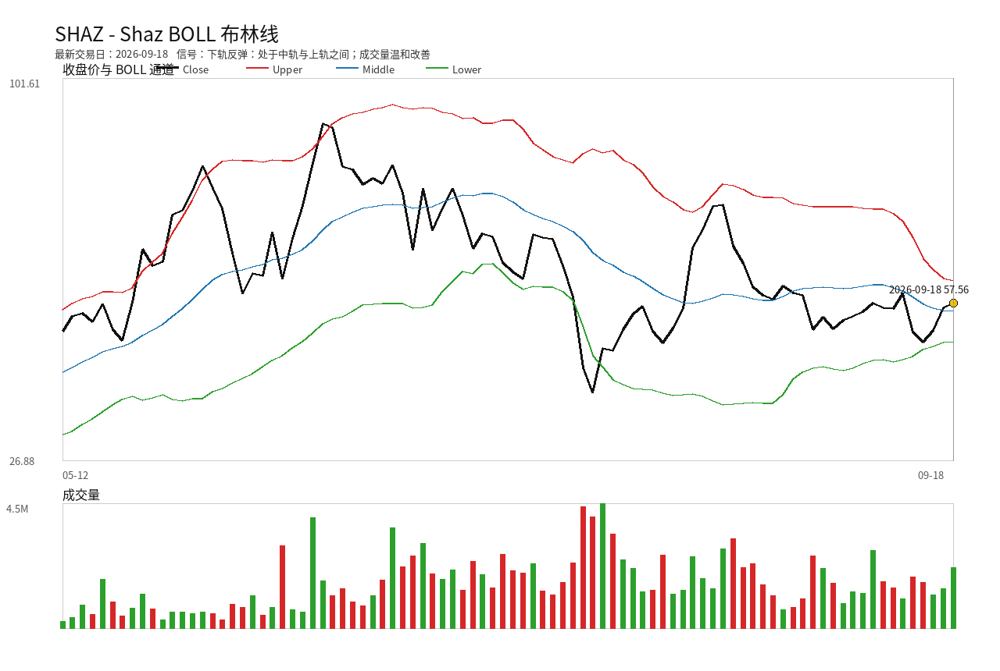 SHAZ - Shaz BOLL 布林线
最新交易日：2026-09-18 信号：下轨反弹：处于中轨与上轨之间；成交量温和改善
收盘价与 BOLL 通道 Close Upper Middle Lower
101.61
2026-09-18 57.56
26.88
05-12 09-18
成交量
4.5M